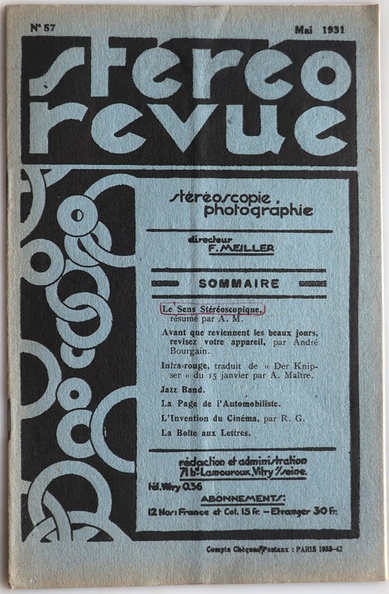 N° 57 Mai 1931
stéréo
revue
stéréoscopie,
photographie
directeur
F. MEILLER
SOMMAIRE
Le Sens Stéréoscopique,
résumé par A. M.
Avant que reviennent les beaux jours,
revisez votre appareil, par André
Bourgain.
Infra-rouge, traduit de « Der Knip-
ser » du 15 janvier par A. Maître.
Jazz Band.
La Page de l'Automobiliste.
L'Invention du Cinéma, par R. G.
La Boîte aux Lettres.
rédaction et administration
71 bd Lamouroux, Vitry s/seine.
tél. Vitry 0.56
ABONNEMENTS:
12 Nos: France et Col. 15 Fr. – Etranger 30 Fr.
Compte Chèques Postaux : PARIS